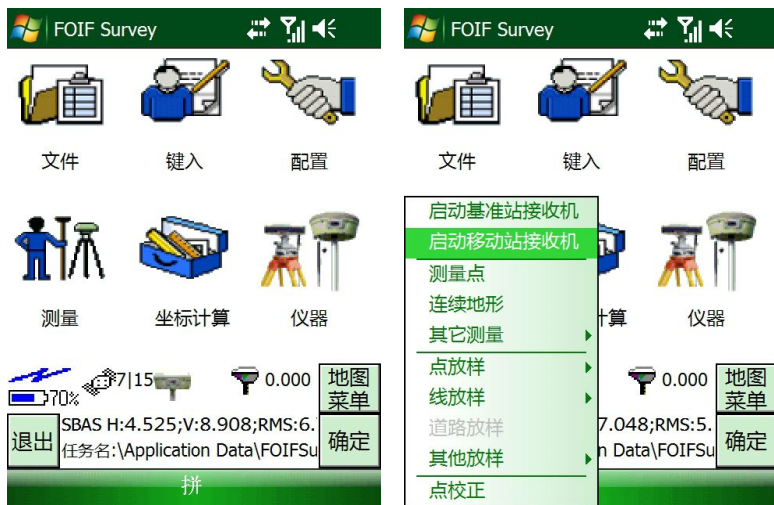 FOIF Survey
文件 键入 配置
测量 坐标计算 仪器
70% 7|15 0.000 地图
菜单
退出 SBAS H:4.525;V:8.908;RMS:6. 确定
任务名:\Application Data\FOIFSu
拼
FOIF Survey
文件 键入 配置
启动基准站接收机
启动移动站接收机
测量点
连续地形
其它测量
点放样
线放样
道路放样
其他放样
点校正
计算 仪器
0.000 地图
菜单
7.048;RMS:5. 确定
n Data\FOIFSu